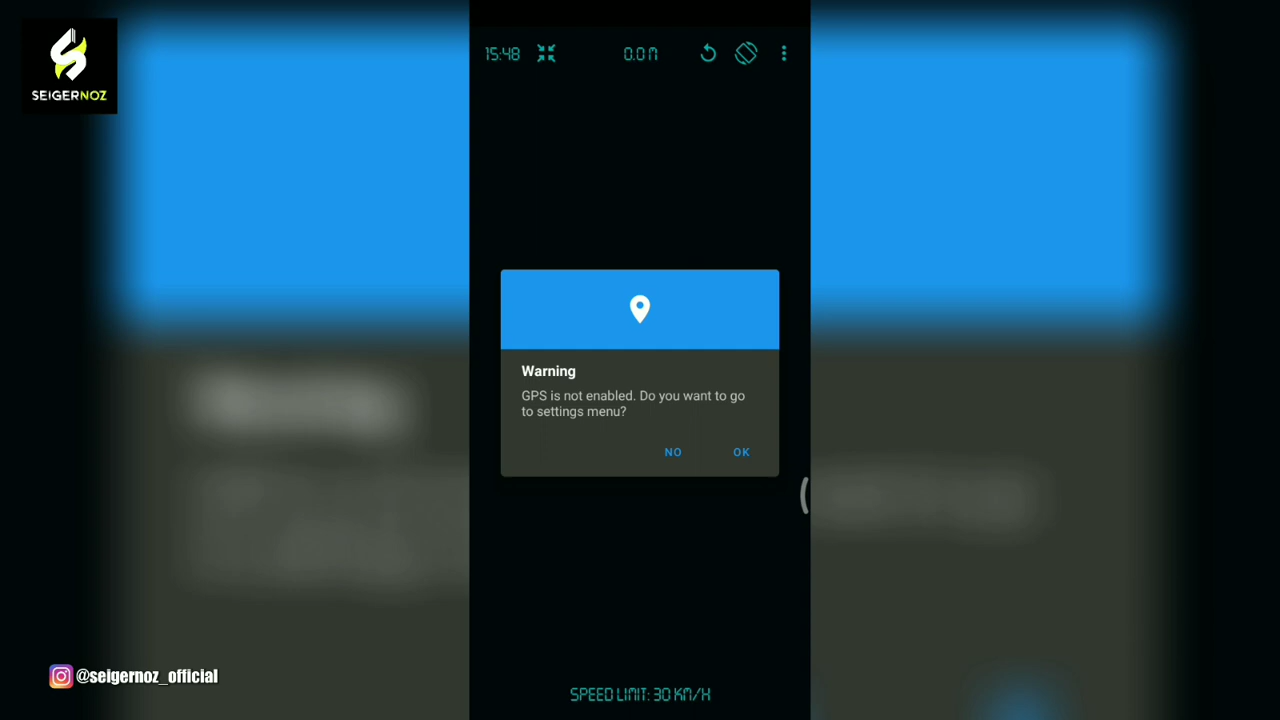 SEIGERNOZ
15:48 0.0 M
Warning
GPS is not enabled. Do you want to go
to settings menu?
NO OK
SPEED LIMIT: 30 KM/H
@seigernoz_official